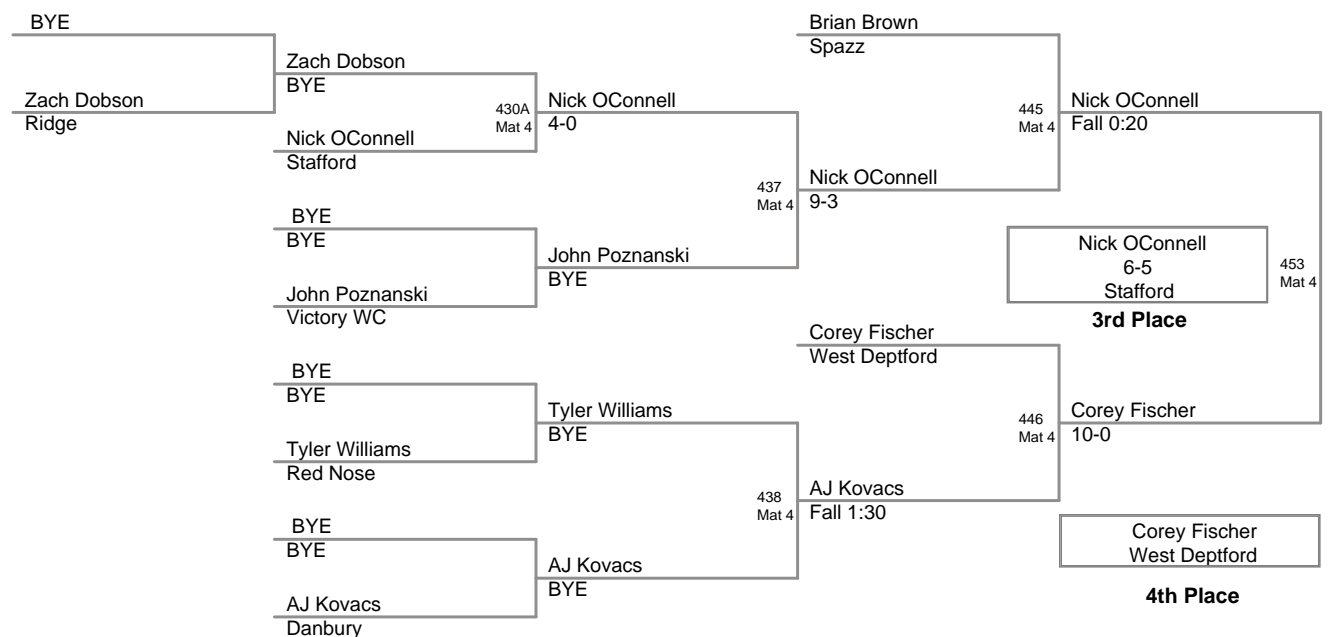 BYE
Zach Dobson
Ridge
Zach Dobson
BYE
Nick OConnell
Stafford
BYE
BYE
John Poznanski
Victory WC
BYE
BYE
Tyler Williams
Red Nose
BYE
BYE
AJ Kovacs
Danbury
430A
Mat 4
Nick OConnell
4-0
John Poznanski
BYE
Tyler Williams
BYE
AJ Kovacs
BYE
437
Mat 4
438
Mat 4
Brian Brown
Spazz
Nick OConnell
9-3
Corey Fischer
West Deptford
AJ Kovacs
Fall 1:30
445
Mat 4
446
Mat 4
Nick OConnell
Fall 0:20
Corey Fischer
10-0
453
Mat 4
Nick OConnell
6-5
Stafford
3rd Place
Corey Fischer
West Deptford
4th Place